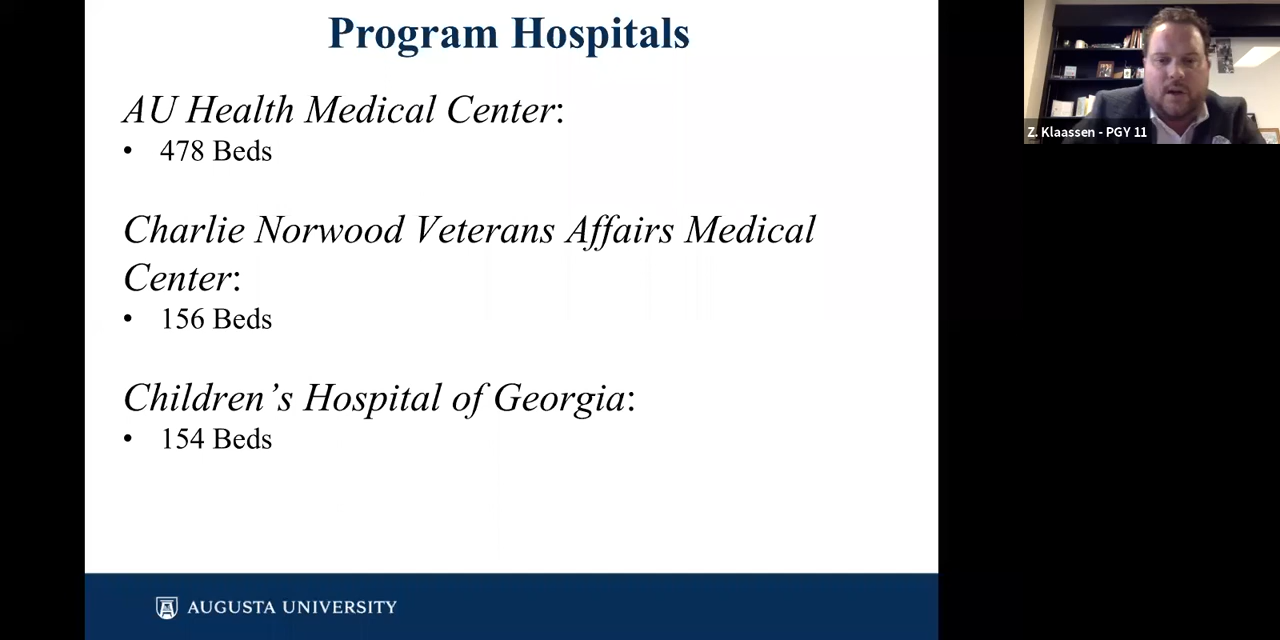 Program Hospitals
AU Health Medical Center:
• 478 Beds
Charlie Norwood Veterans Affairs Medical
Center:
• 156 Beds
Children’s Hospital of Georgia:
• 154 Beds
AUGUSTA UNIVERSITY
Z. Klaassen - PGY 11